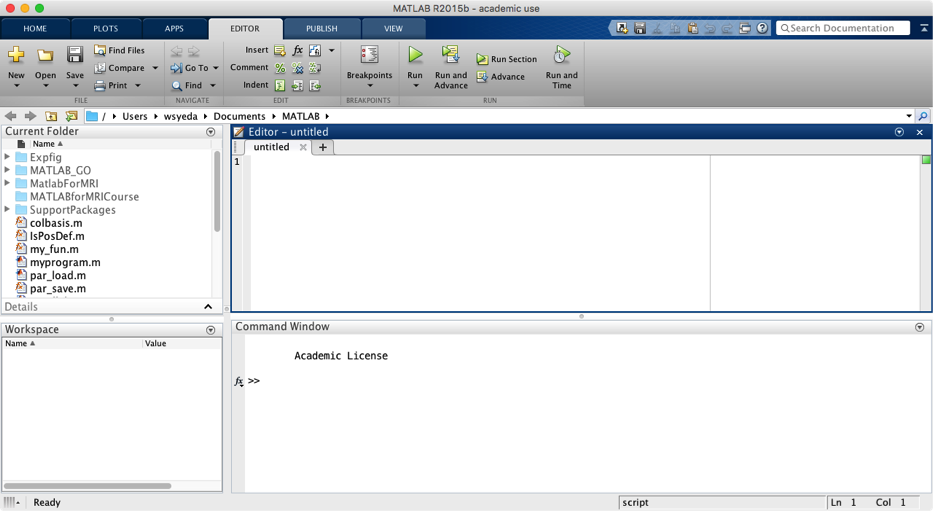 MATLAB R2015b - academic use
HOME PLOTS APPS EDITOR PUBLISH VIEW
Search Documentation
New Open Save
Find Files
Compare
Print
Go To
Find
Insert
Comment
Indent
Breakpoints
Run
Run and Advance
Run Section
Advance
Run and Time
FILE NAVIGATE EDIT BREAKPOINTS RUN
/ Users wsyeda Documents MATLAB
Current Folder
Name
Expfig
MATLAB_GO
MatlabForMRI
MATLABforMRICourse
SupportPackages
colbasis.m
IsPosDef.m
my_fun.m
myprogram.m
par_load.m
par_save.m
Details
Workspace
Name Value
Editor - untitled
untitled
1
Command Window
Academic License
fx >>
Ready
script
Ln 1 Col 1